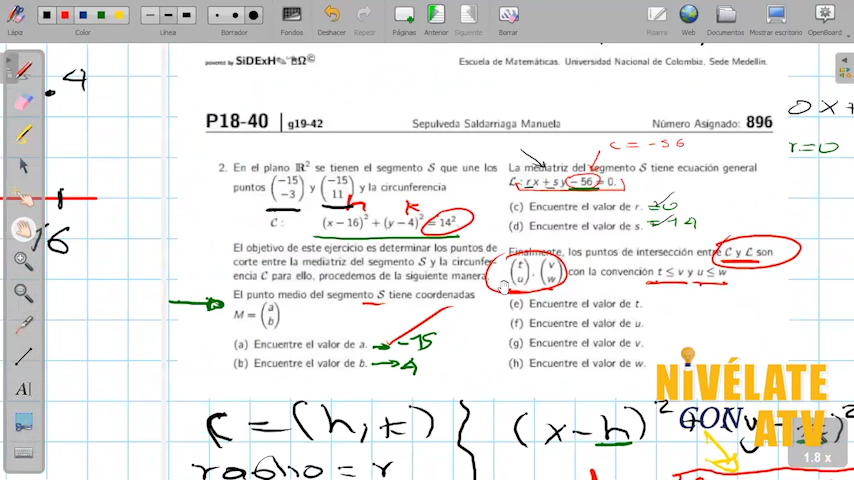 Lápiz
Color
Línea
Borrador
Fondos
Deshacer
Repetir
Páginas
Anterior
Siguiente
Pizarra
Web
Documentos
Mostrar escritorio
OpenBoard
powered by SiDExH
Escuela de Matemáticas. Universidad Nacional de Colombia, Sede Medellín.
. 4
P18-40 | g19-42
Sepulveda Saldarriaga Manuela
Número Asignado: 896
0 x +
r = 0
c = -56
2. En el plano ℝ² se tienen el segmento S que une los
puntos (-15 -3) y (-15 11) y la circunferencia
h k
C : (x − 16)² + (y − 4)² = 14²
El objetivo de este ejercicio es determinar los puntos de
corte entre la mediatriz del segmento S y la circunfer-
encia C para ello, procedemos de la siguiente manera.
El punto medio del segmento S tiene coordenadas
M = (a b)
(a) Encuentre el valor de a. → -15
(b) Encuentre el valor de b. → 4
La mediatriz del segmento S tiene ecuación general
L : r x + s y − 56 = 0.
(c) Encuentre el valor de r. = 0
(d) Encuentre el valor de s. = 14
Finalmente, los puntos de intersección entre C y L son
(t u), (v w) con la convención t ≤ v y u ≤ w
(e) Encuentre el valor de t.
(f) Encuentre el valor de u.
(g) Encuentre el valor de v.
(h) Encuentre el valor de w.
16
C = (h, k)
radio = r
(x − h)² + (y − k)²
NIVÉLATE
CON
ATV
1.8 x